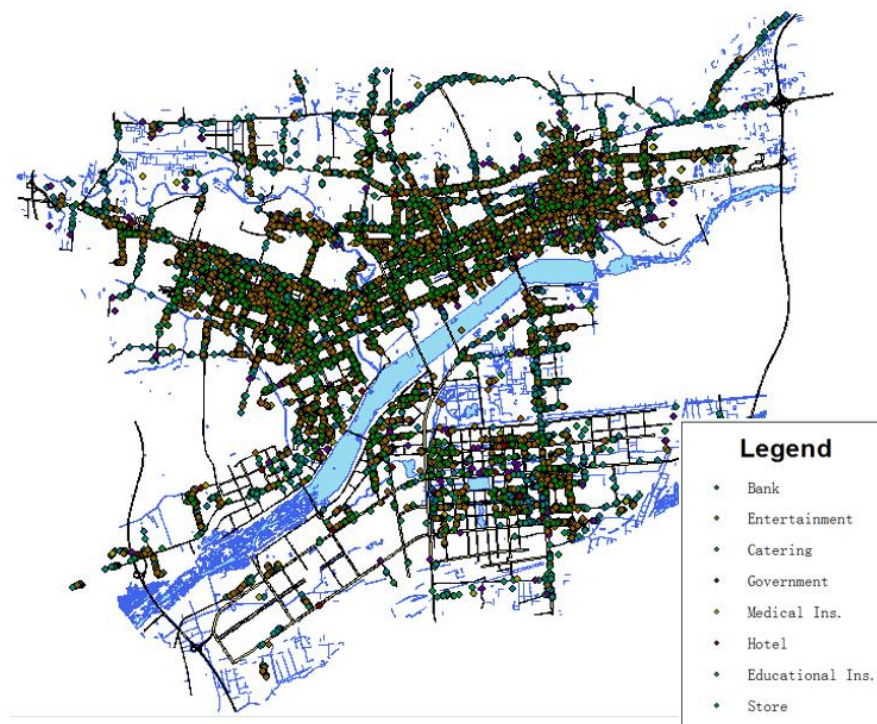 Legend
Bank
Entertainment
Catering
Government
Medical Ins.
Hotel
Educational Ins.
Store